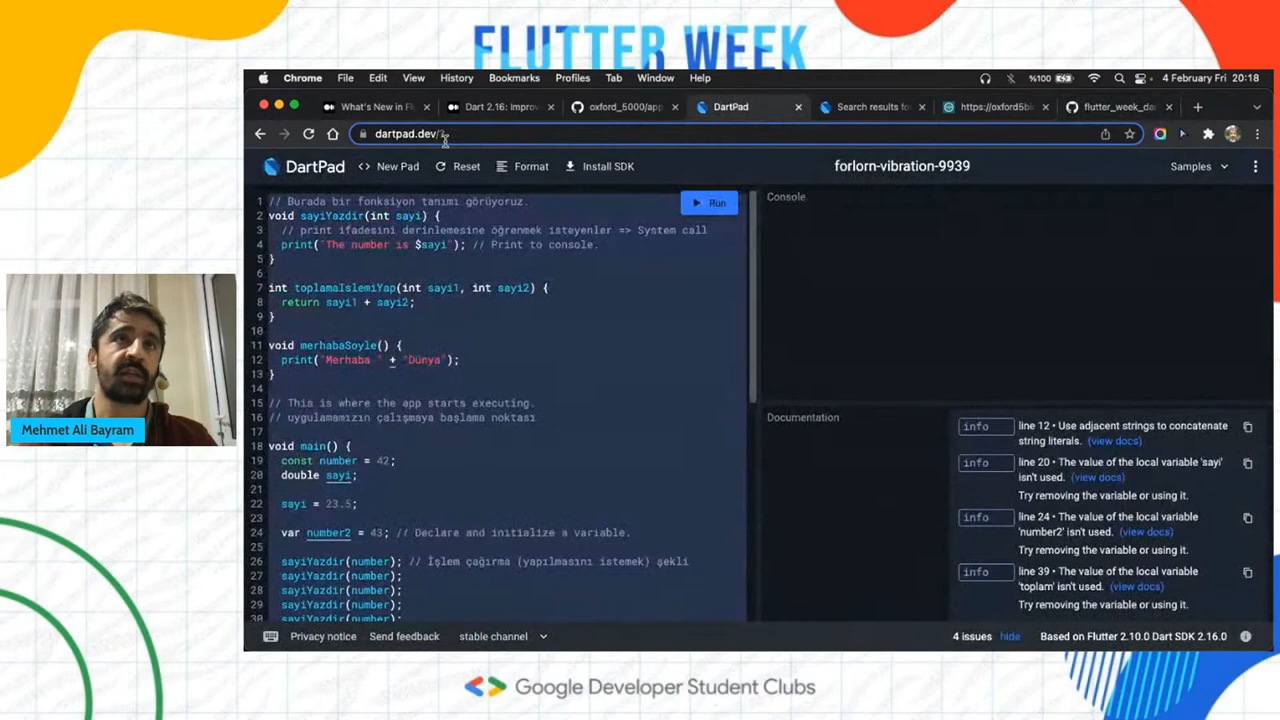 FLUTTER WEEK
Chrome File Edit View History Bookmarks Profiles Tab Window Help %100 4 February Fri 20:18
What's New in Fl
Dart 2.16: Improv
oxford_5000/app
DartPad
Search results fo
https://oxford5bi
flutter_week_da
dartpad.dev/?
DartPad <> New Pad Reset Format Install SDK forlorn-vibration-9939 Samples
Run
1 // Burada bir fonksiyon tanımı görüyoruz.
2 void sayiYazdir(int sayi) {
3 // print ifadesini derinlemesine öğrenmek isteyenler => System call
4 print("The number is $sayi"); // Print to console.
5 }
6
7 int toplamaIslemiYap(int sayi1, int sayi2) {
8 return sayi1 + sayi2;
9 }
10
11 void merhabaSoyle() {
12 print("Merhaba " + "Dünya");
13 }
14
15 // This is where the app starts executing.
16 // uygulamamızın çalışmaya başlama noktası
17
18 void main() {
19 const number = 42;
20 double sayi;
21
22 sayi = 23.5;
23
24 var number2 = 43; // Declare and initialize a variable.
25
26 sayiYazdir(number); // İşlem çağırma (yapılmasını istemek) şekli
27 sayiYazdir(number);
28 sayiYazdir(number);
29 sayiYazdir(number);
30 sayiYazdir(number);
Console
Documentation
info line 12 • Use adjacent strings to concatenate
string literals. (view docs)
info line 20 • The value of the local variable 'sayi'
isn't used. (view docs)
Try removing the variable or using it.
info line 24 • The value of the local variable
'number2' isn't used. (view docs)
Try removing the variable or using it.
info line 39 • The value of the local variable
'toplam' isn't used. (view docs)
Try removing the variable or using it.
Privacy notice Send feedback stable channel 4 issues hide Based on Flutter 2.10.0 Dart SDK 2.16.0
Mehmet Ali Bayram
Google Developer Student Clubs